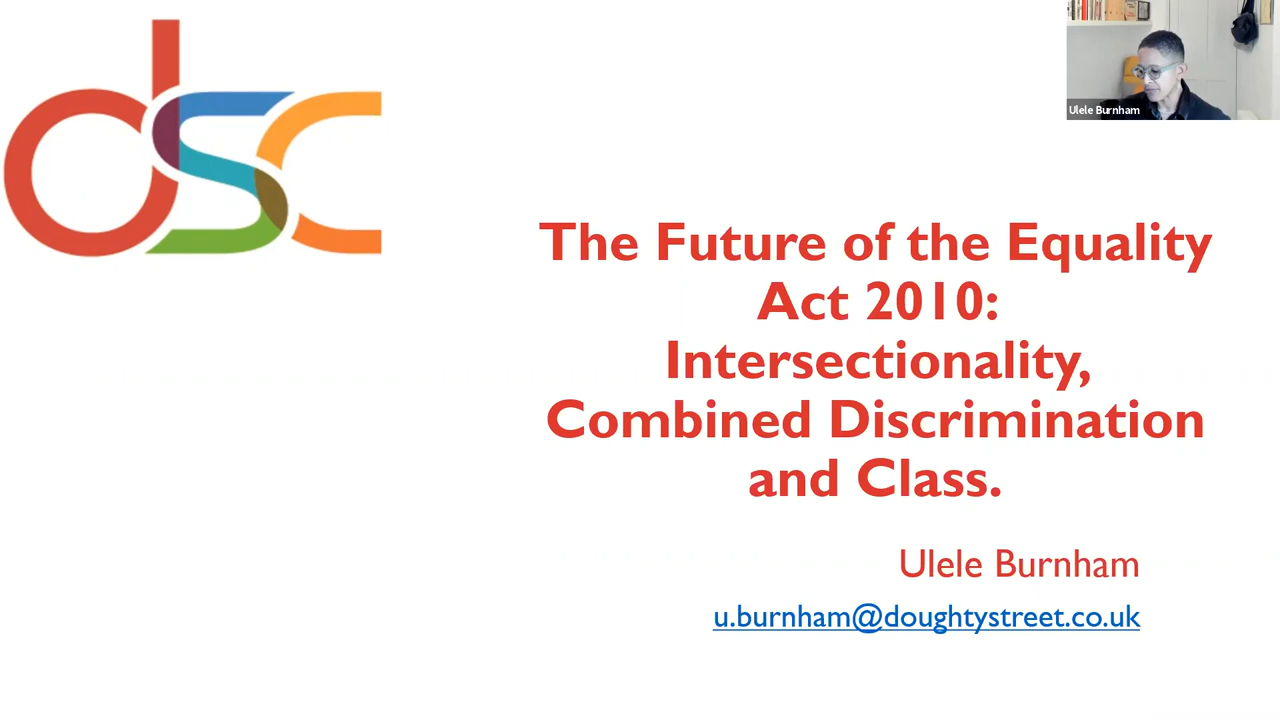 dsc
Ulele Burnham
The Future of the Equality
Act 2010:
Intersectionality,
Combined Discrimination
and Class.
Ulele Burnham
u.burnham@doughtystreet.co.uk